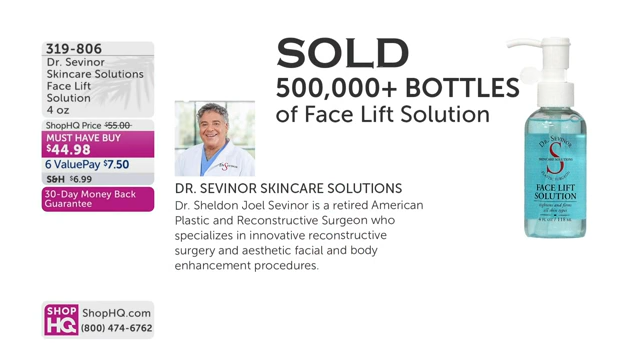 319-806
Dr. Sevinor
Skincare Solutions
Face Lift
Solution
4 oz
ShopHQ Price $55.00
MUST HAVE BUY
$44.98
6 ValuePay $7.50
S&H $6.99
30-Day Money Back
Guarantee
SOLD
500,000+ BOTTLES
of Face Lift Solution
DR. SEVINOR SKINCARE SOLUTIONS
Dr. Sheldon Joel Sevinor is a retired American
Plastic and Reconstructive Surgeon who
specializes in innovative reconstructive
surgery and aesthetic facial and body
enhancement procedures.
DR. SEVINOR
S
SKINCARE SOLUTIONS
FACE LIFT
SOLUTION
SHOP
HQ
ShopHQ.com
(800) 474-6762